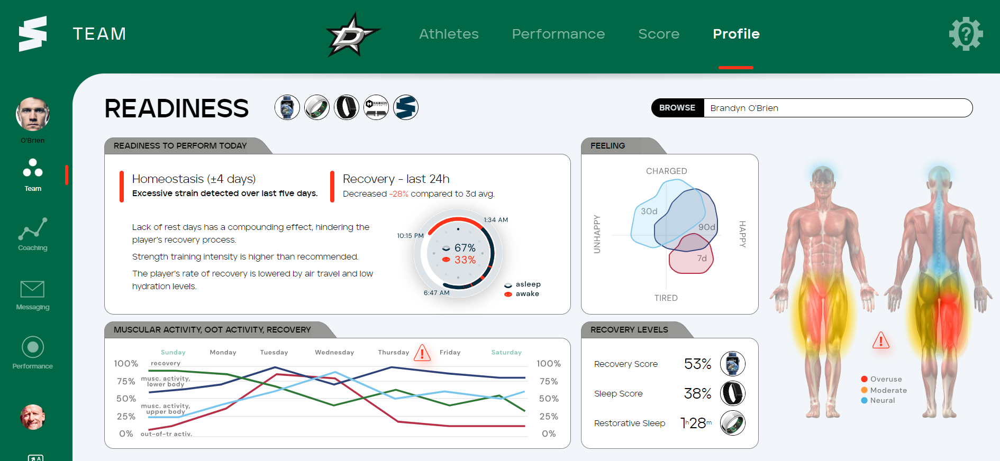 TEAM
Athletes
Performance
Score
Profile
?
O'Brien
Team
Coaching
Messaging
Performance
READINESS
HAWKIN
BROWSE
Brandyn O'Brien
READINESS TO PERFORM TODAY
Homeostasis (±4 days)
Excessive strain detected over last five days.
Recovery - last 24h
Decreased -28% compared to 3d avg.
Lack of rest days has a compounding effect, hindering the
player's recovery process.
Strength training intensity is higher than recommended.
The player's rate of recovery is lowered by air travel and low
hydration levels.
1:34 AM
10:15 PM
67%
33%
6:47 AM
asleep
awake
FEELING
CHARGED
30d
90d
7d
UNHAPPY
HAPPY
TIRED
MUSCULAR ACTIVITY, OOT ACTIVITY, RECOVERY
Sunday Monday Tuesday Wednesday Thursday Friday Saturday
100% recovery 100%
75% musc. activity, 75%
lower body
50% 50%
musc. activity,
upper body
25% 25%
0% out-of-tr activ. 0%
RECOVERY LEVELS
Recovery Score 53%
Sleep Score 38%
Restorative Sleep 1h28m
!
!
Overuse
Moderate
Neural